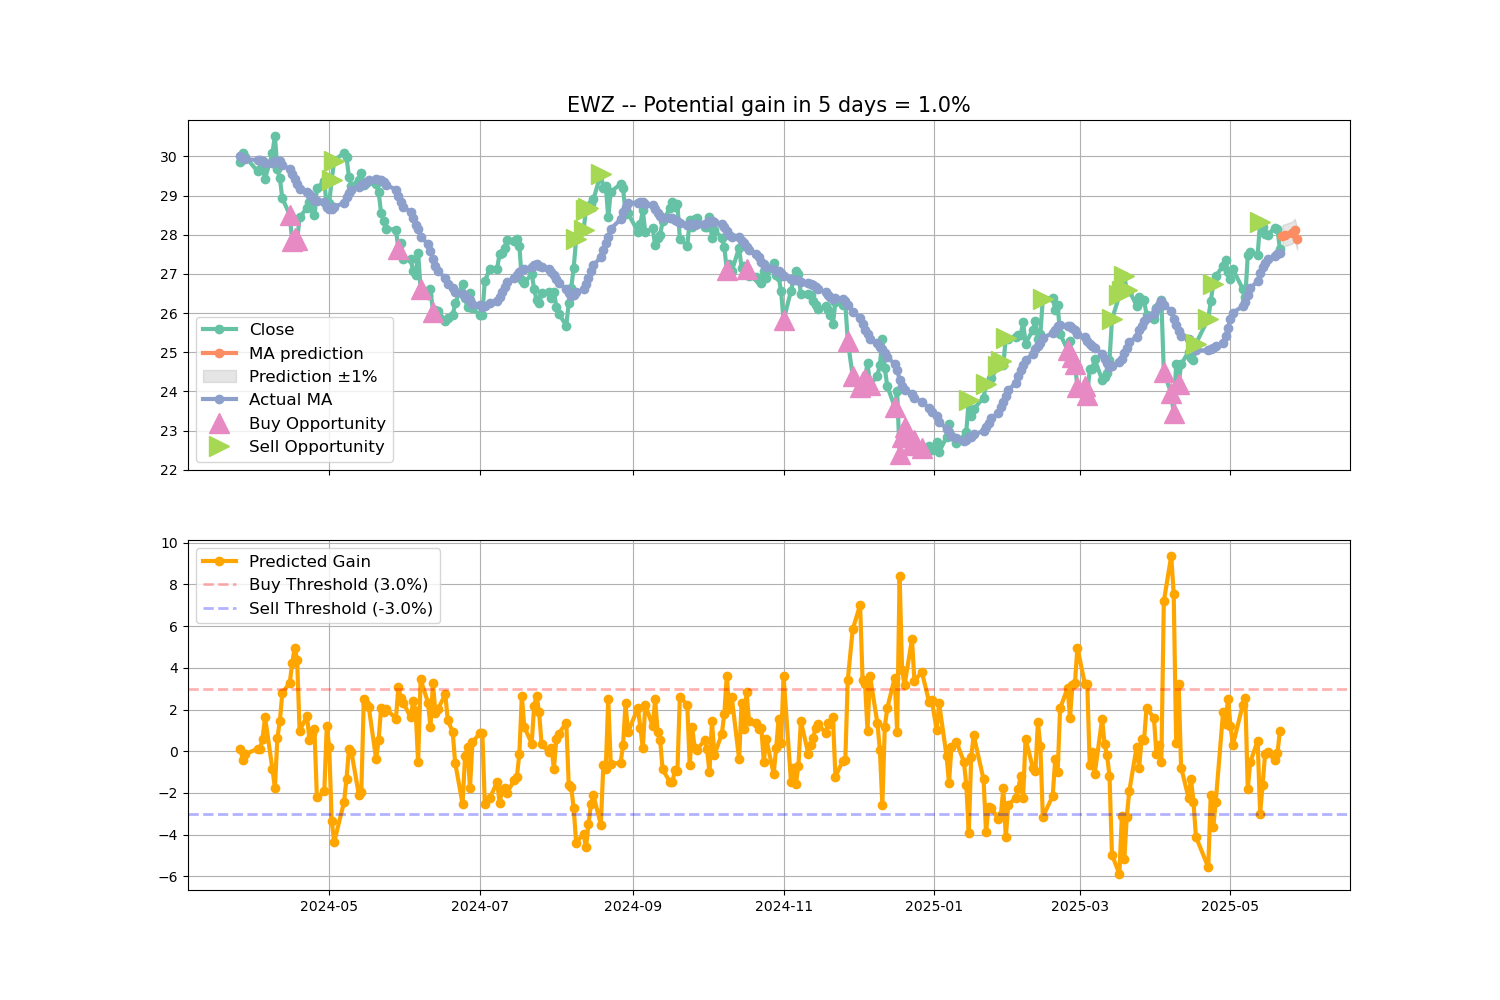 EWZ -- Potential gain in 5 days = 1.0%
30
29
28
27
26
25
24
23
22
Close
MA prediction
Prediction ±1%
Actual MA
Buy Opportunity
Sell Opportunity
10
8
6
4
2
0
−2
−4
−6
Predicted Gain
Buy Threshold (3.0%)
Sell Threshold (-3.0%)
2024-05
2024-07
2024-09
2024-11
2025-01
2025-03
2025-05